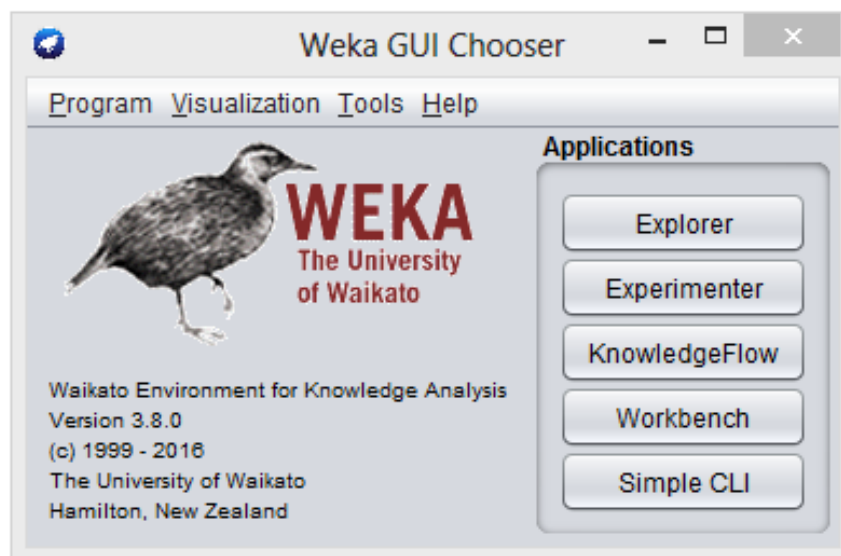 Weka GUI Chooser
Program Visualization Tools Help
WEKA
The University
of Waikato
Waikato Environment for Knowledge Analysis
Version 3.8.0
(c) 1999 - 2016
The University of Waikato
Hamilton, New Zealand
Applications
Explorer
Experimenter
KnowledgeFlow
Workbench
Simple CLI